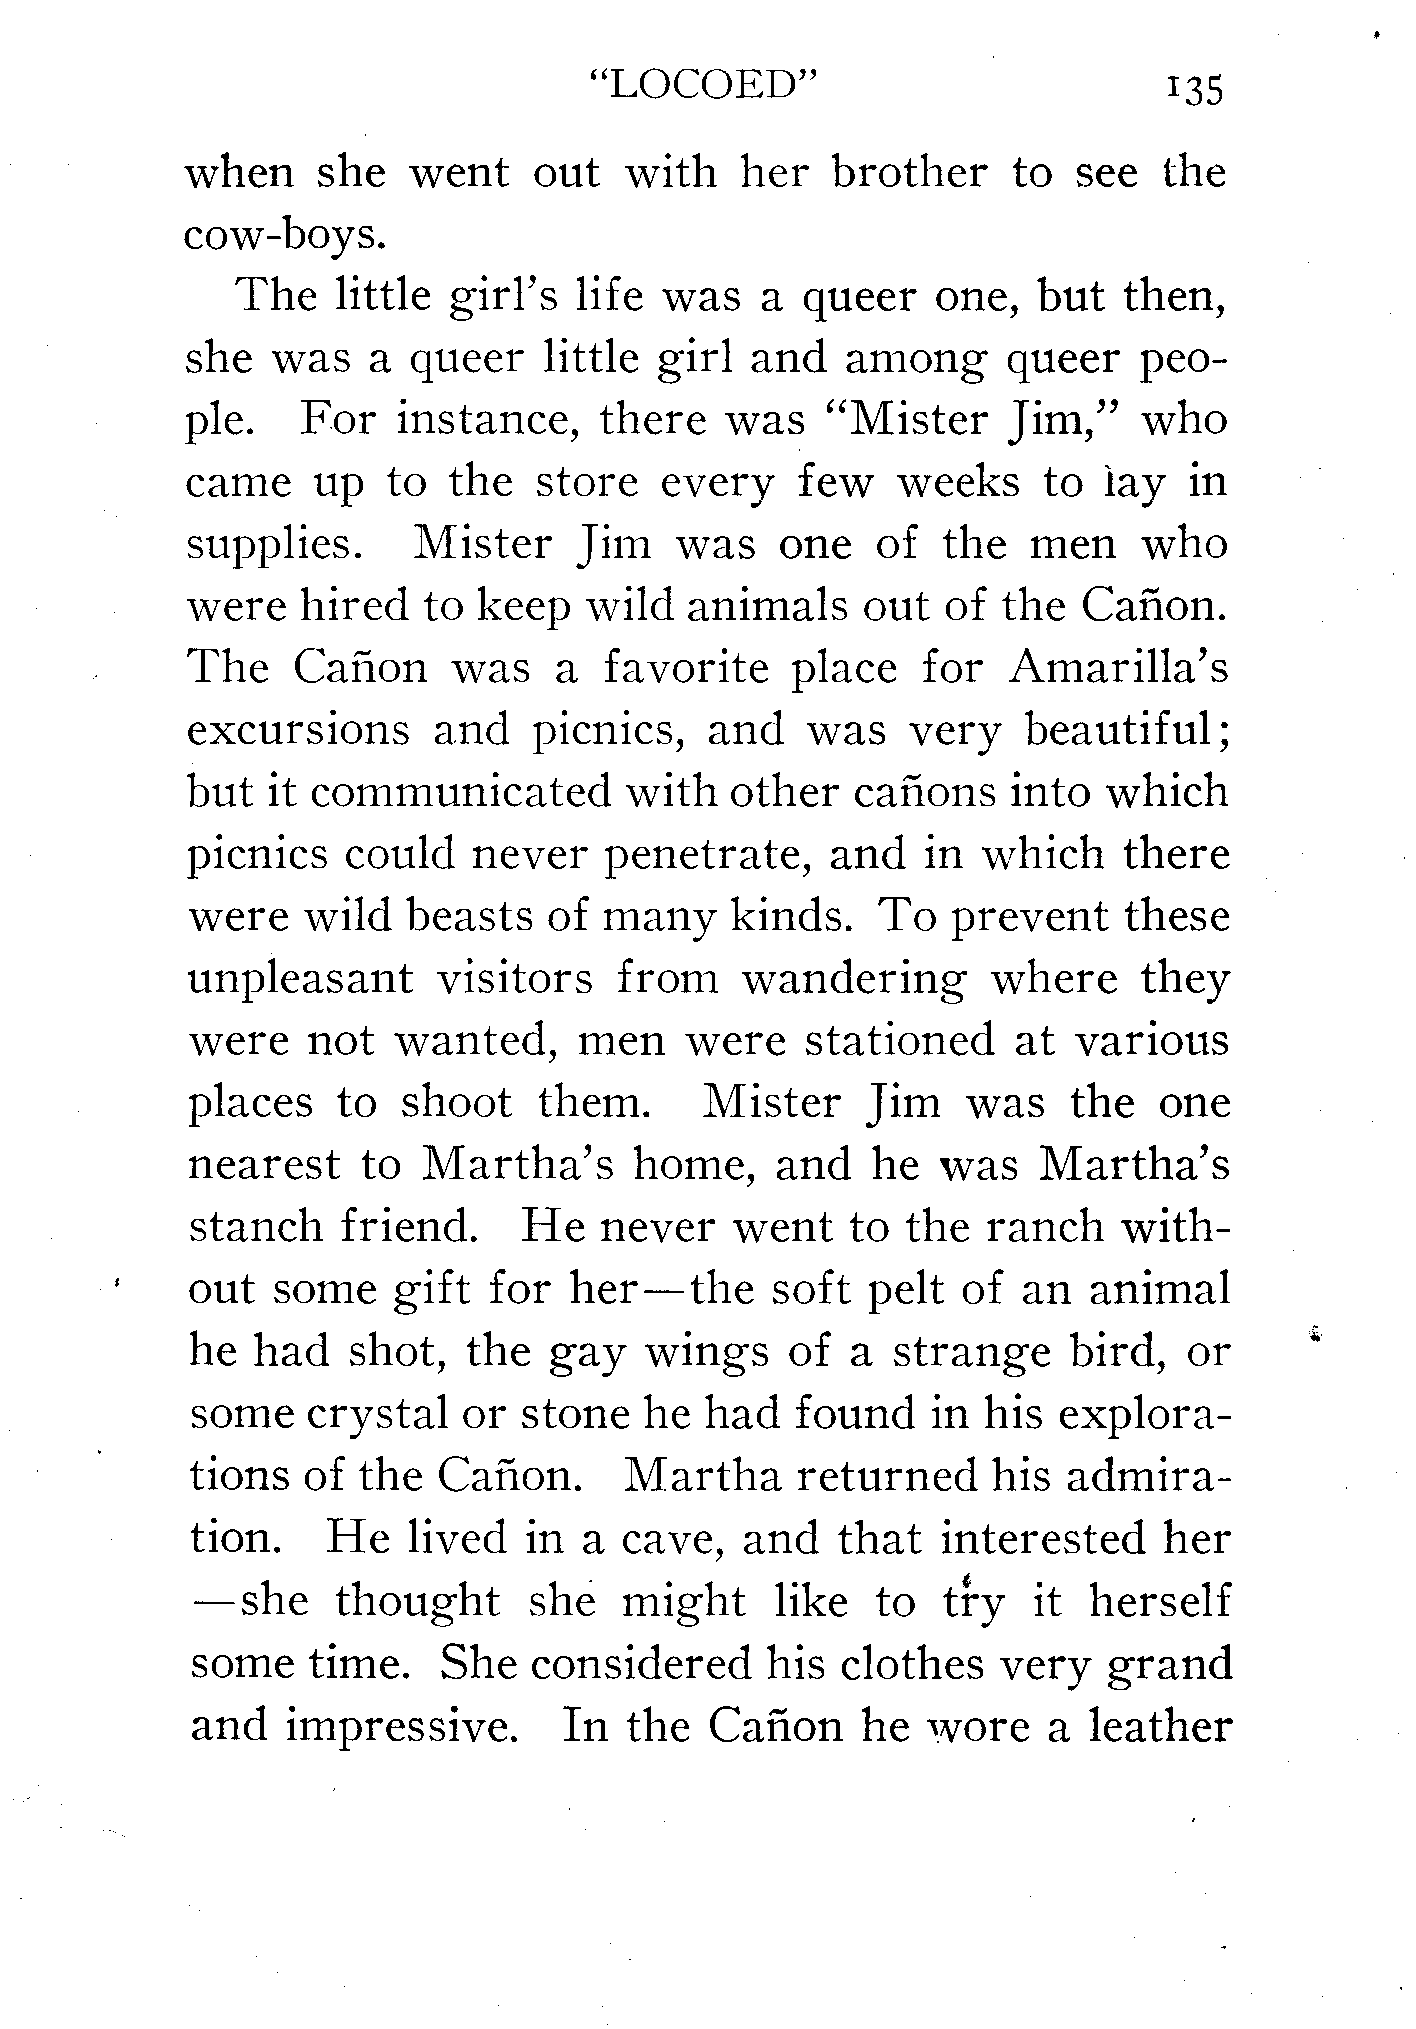 "LOCOED" 135
when she went out with her brother to see the
cow-boys.
The little girl's life was a queer one, but then,
she was a queer little girl and among queer peo-
ple. For instance, there was "Mister Jim," who
came up to the store every few weeks to lay in
supplies. Mister Jim was one of the men who
were hired to keep wild animals out of the Cañon.
The Cañon was a favorite place for Amarilla's
excursions and picnics, and was very beautiful;
but it communicated with other cañons into which
picnics could never penetrate, and in which there
were wild beasts of many kinds. To prevent these
unpleasant visitors from wandering where they
were not wanted, men were stationed at various
places to shoot them. Mister Jim was the one
nearest to Martha's home, and he was Martha's
stanch friend. He never went to the ranch with-
out some gift for her—the soft pelt of an animal
he had shot, the gay wings of a strange bird, or
some crystal or stone he had found in his explora-
tions of the Cañon. Martha returned his admira-
tion. He lived in a cave, and that interested her
—she thought she might like to try it herself
some time. She considered his clothes very grand
and impressive. In the Cañon he wore a leather